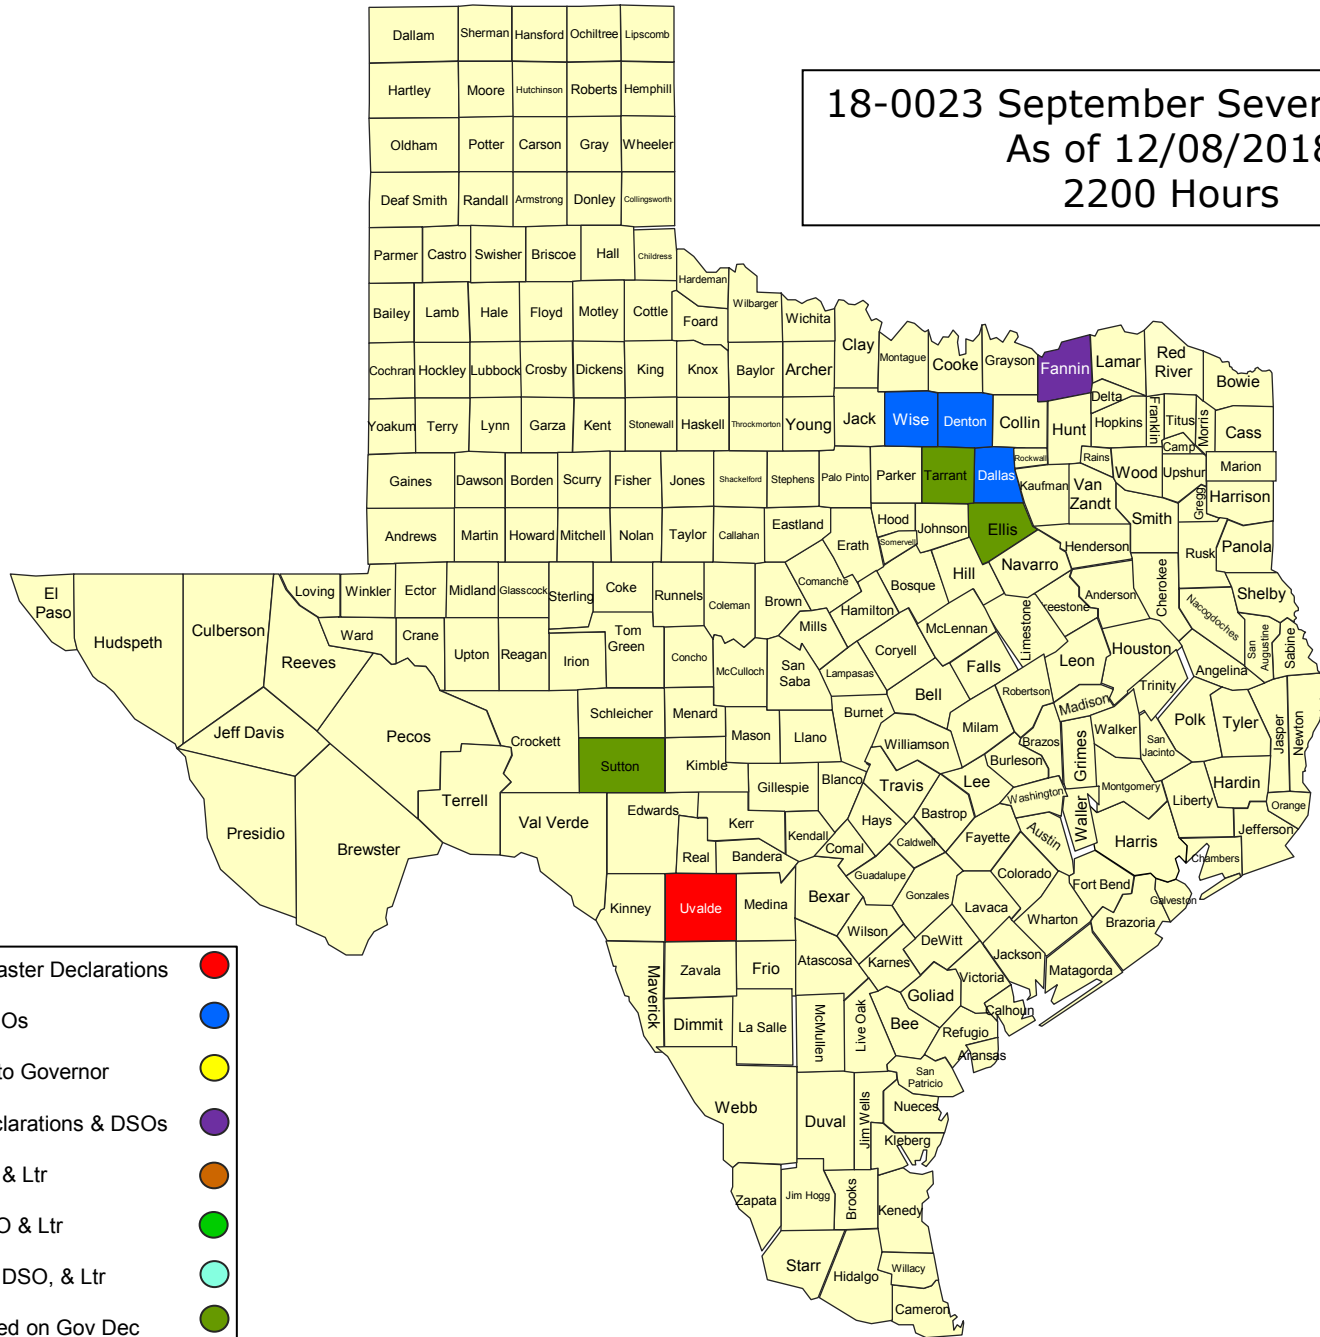 Dallam Sherman Hansford Ochiltree Lipscomb
Hartley Moore Hutchinson Roberts Hemphill
18-0023 September Sever
As of 12/08/2018
2200 Hours
Oldham Potter Carson Gray Wheeler
Deaf Smith Randall Armstrong Donley Collingsworth
Parmer Castro Swisher Briscoe Hall Childress
Hardeman
Bailey Lamb Hale Floyd Motley Cottle Foard Wilbarger Wichita
Clay Montague Cooke Grayson Fannin Lamar Red
River Bowie
Cochran Hockley Lubbock Crosby Dickens King Knox Baylor Archer
Delta
Yoakum Terry Lynn Garza Kent Stonewall Haskell Throckmorton Young Jack Wise Denton Collin Hunt Hopkins Franklin Titus Morris Cass
Camp
Rockwall Rains Wood Upshur Marion
Gaines Dawson Borden Scurry Fisher Jones Shackelford Stephens Palo Pinto Parker Tarrant Dallas Kaufman Van
Zandt Gregg Harrison
Andrews Martin Howard Mitchell Nolan Taylor Callahan Eastland Erath Hood Somervell Johnson Ellis Henderson Smith Rusk Panola
El
Paso Hudspeth Culberson Loving Winkler Ector Midland Glasscock Sterling Coke Runnels Coleman Brown Comanche Bosque Hill Navarro Anderson Cherokee Shelby
Hamilton Limestone reestone Nacogdoches
Ward Crane Upton Reagan Irion Tom
Green Concho McCulloch San
Saba Mills Lampasas Coryell McLennan Falls Leon Houston Angelina San
Augustine Sabine
Reeves Jeff Davis Pecos Crockett Schleicher Menard Mason Llano Burnet Bell Milam Robertson Madison Trinity
Walker San
Jacinto Polk Tyler Jasper Newton
Sutton Kimble Gillespie Blanco Williamson Travis Lee Burleson Brazos Grimes Washington Montgomery Liberty Hardin Orange
Presidio Brewster Terrell Val Verde Edwards Kerr Kendall Hays Comal Caldwell Bastrop Fayette Austin Waller Harris Jefferson Chambers
Real Bandera Guadalupe Gonzales Colorado Fort Bend Galveston
Kinney Uvalde Medina Bexar Wilson Lavaca Wharton Brazoria
Maverick Zavala Frio Atascosa Karnes DeWitt Jackson Matagorda
Dimmit La Salle McMullen Live Oak Bee Goliad Victoria Calhoun Refugio Aransas
San
Patricio
Webb Duval Jim Wells Nueces Kleberg
Zapata Jim Hogg Brooks Kenedy
Starr Hidalgo Willacy Cameron
aster Declarations
Os
to Governor
clarations & DSOs
& Ltr
O & Ltr
DSO, & Ltr
ed on Gov Dec